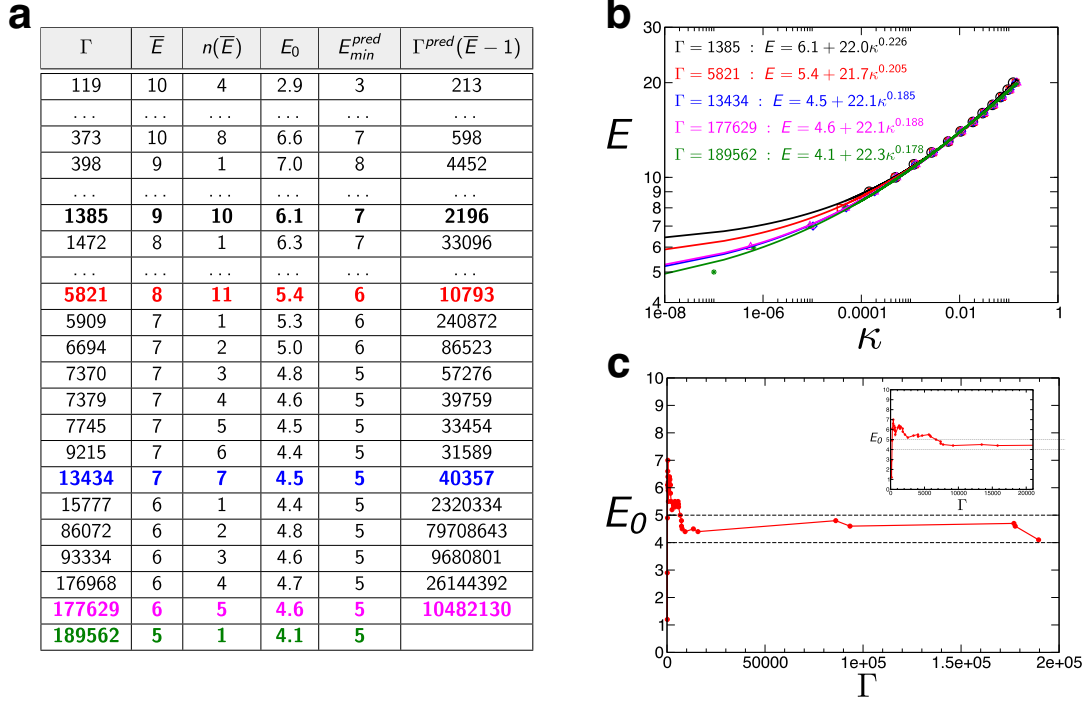 a
Γ E̅ n(E̅) E₀ E_min^pred Γ^pred(E̅ − 1)
119 10 4 2.9 3 213
... ... ... ... ... ...
373 10 8 6.6 7 598
398 9 1 7.0 8 4452
... ... ... ... ... ...
1385 9 10 6.1 7 2196
1472 8 1 6.3 7 33096
... ... ... ... ... ...
5821 8 11 5.4 6 10793
5909 7 1 5.3 6 240872
6694 7 2 5.0 6 86523
7370 7 3 4.8 5 57276
7379 7 4 4.6 5 39759
7745 7 5 4.5 5 33454
9215 7 6 4.4 5 31589
13434 7 7 4.5 5 40357
15777 6 1 4.4 5 2320334
86072 6 2 4.8 5 79708643
93334 6 3 4.6 5 9680801
176968 6 4 4.7 5 26144392
177629 6 5 4.6 5 10482130
189562 5 1 4.1 5
b
30
Γ = 1385 : E = 6.1 + 22.0κ^0.226
Γ = 5821 : E = 5.4 + 21.7κ^0.205
Γ = 13434 : E = 4.5 + 22.1κ^0.185
Γ = 177629 : E = 4.6 + 22.1κ^0.188
Γ = 189562 : E = 4.1 + 22.3κ^0.178
20
E
10
9
8
7
6
5
4
1e-08 1e-06 0.0001 0.01 1
κ
c
10
9
8
7
6
5
4
3
2
1
0
E₀
0 50000 1e+05 1.5e+05 2e+05
Γ
10
9
8
7
6
5
4
3
2
1
0
E₀
0 5000 10000 15000 20000
Γ